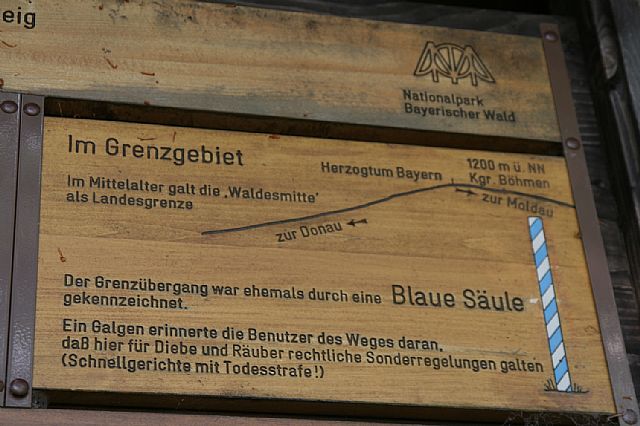 eig
Nationalpark
Bayerischer Wald
Im Grenzgebiet
Im Mittelalter galt die ‚Waldesmitte'
als Landesgrenze
Herzogtum Bayern
1200 m ü. NN
Kgr. Böhmen
zur Donau
zur Moldau
Der Grenzübergang war ehemals durch eine Blaue Säule
gekennzeichnet.
Ein Galgen erinnerte die Benutzer des Weges daran,
daß hier für Diebe und Räuber rechtliche Sonderregelungen galten
(Schnellgerichte mit Todesstrafe!)